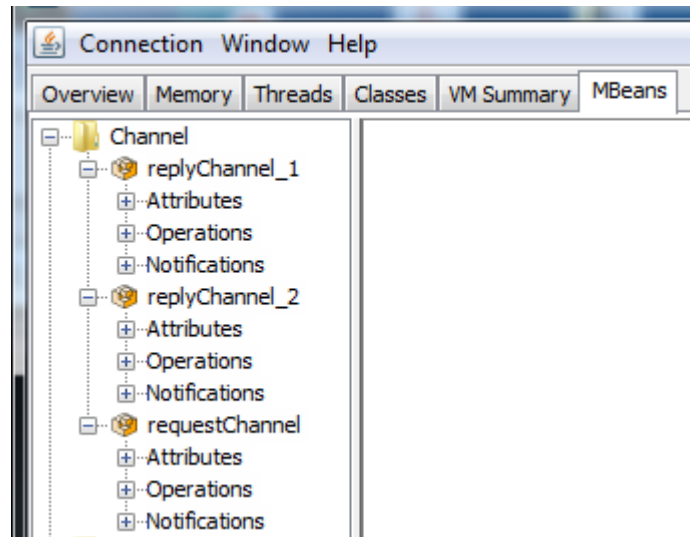 Connection Window Help
Overview Memory Threads Classes VM Summary MBeans
Channel
replyChannel_1
Attributes
Operations
Notifications
replyChannel_2
Attributes
Operations
Notifications
requestChannel
Attributes
Operations
Notifications